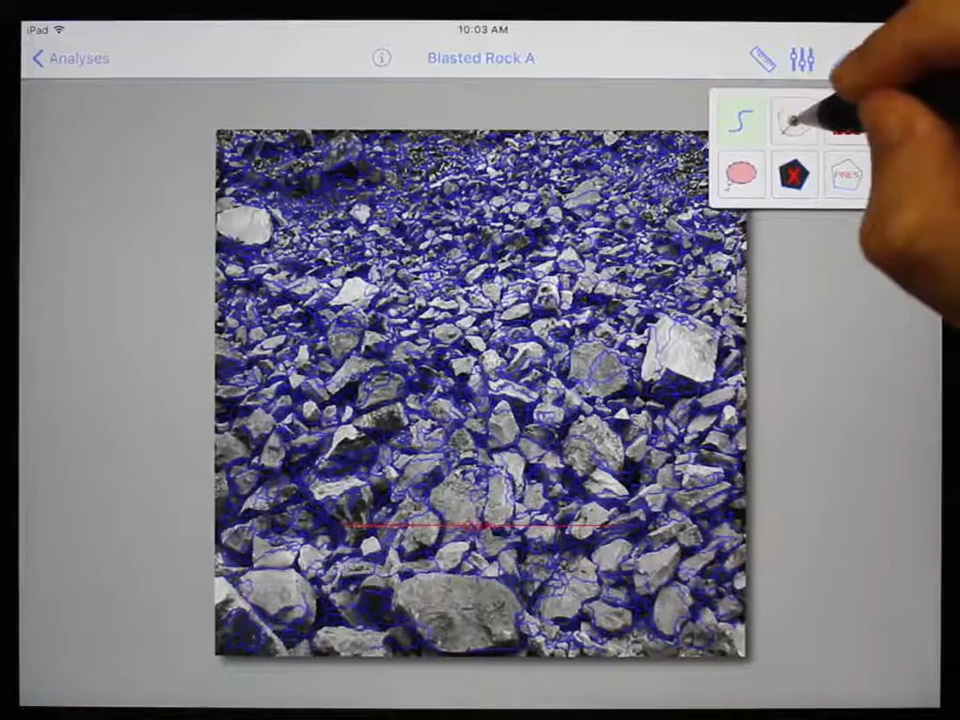 iPad
10:03 AM
Analyses
Blasted Rock A
X
FINES